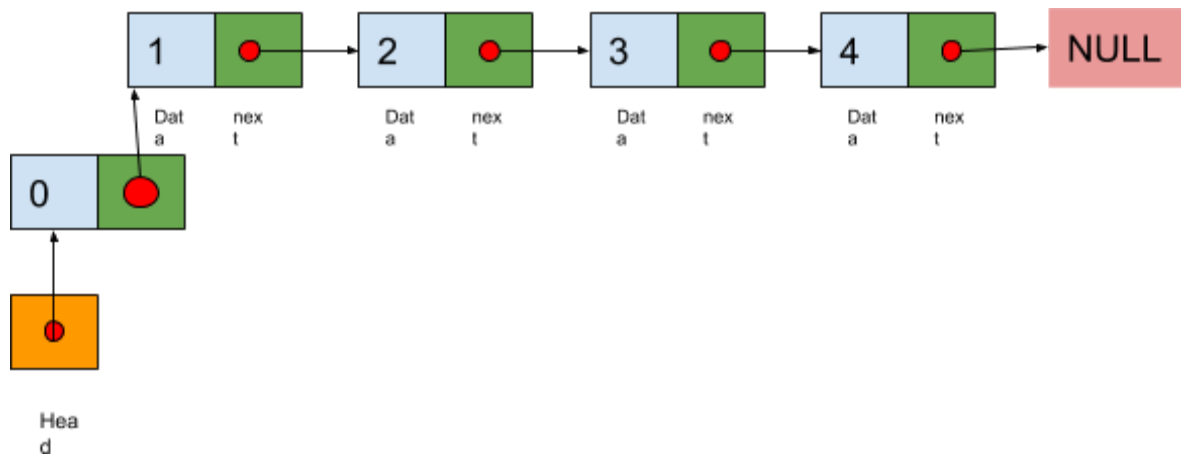 1 2 3 4 NULL
Dat nex Dat nex Dat nex Dat nex
a t a t a t a t
0
Hea
d